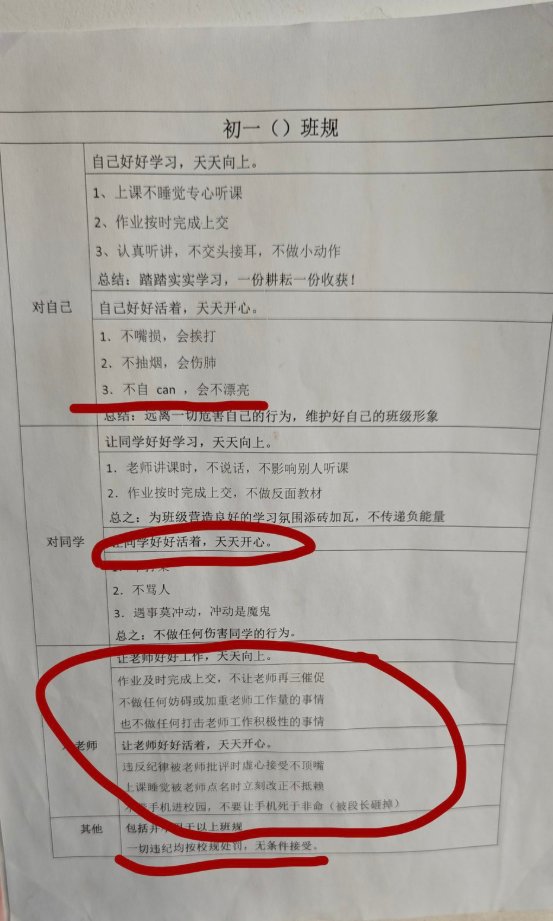 初一（）班规
自己好好学习，天天向上。
1、上课不睡觉专心听课
2、作业按时完成上交
3、认真听讲，不交头接耳，不做小动作
总结：踏踏实实学习，一份耕耘一份收获！
对自己
自己好好活着，天天开心。
1、不嘴损，会挨打
2、不抽烟，会伤肺
3、不自 can ，会不漂亮
总结：远离一切危害自己的行为，维护好自己的班级形象
让同学好好学习，天天向上。
1．老师讲课时，不说话，不影响别人听课
2．作业按时完成上交，不做反面教材
总之：为班级营造良好的学习氛围添砖加瓦，不传递负能量
对同学
让同学好好活着，天天开心。
2．不骂人
3．遇事莫冲动，冲动是魔鬼
总之：不做任何伤害同学的行为。
让老师好好工作，天天向上。
作业及时完成上交，不让老师再三催促
不做任何妨碍或加重老师工作量的事情
也不做任何打击老师工作积极性的事情
老师
让老师好好活着，天天开心。
违反纪律被老师批评时虚心接受不顶嘴
上课睡觉被老师点名时立刻改正不抵赖
手机进校园，不要让手机死于非命（被段长砸掉）
其他
包括并不限于以上班规
一切违纪均按校规处罚，无条件接受。